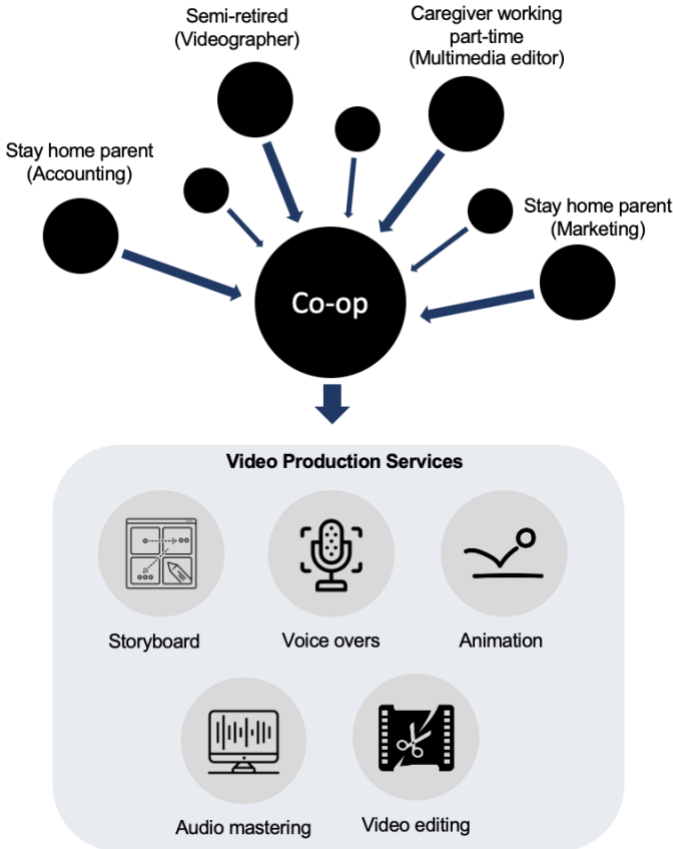 Semi-retired
(Videographer)
Caregiver working
part-time
(Multimedia editor)
Stay home parent
(Accounting)
Stay home parent
(Marketing)
Co-op
Video Production Services
Storyboard
Voice overs
Animation
Audio mastering
Video editing